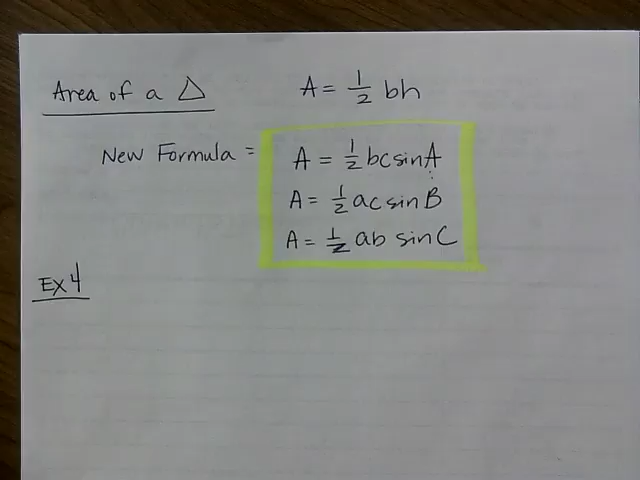 Area of a △ A = 1/2 bh
New Formula = A = 1/2 bc sin A
A = 1/2 ac sin B
A = 1/2 ab sin C
Ex 4